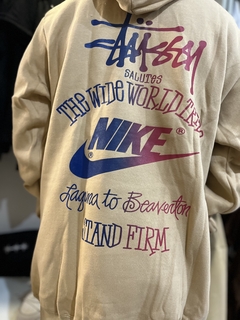 STÜSSY
SALUTES
THE WIDE WORLD TRIBE
NIKE®
®
Laguna to Beaverton
STAND FIRM